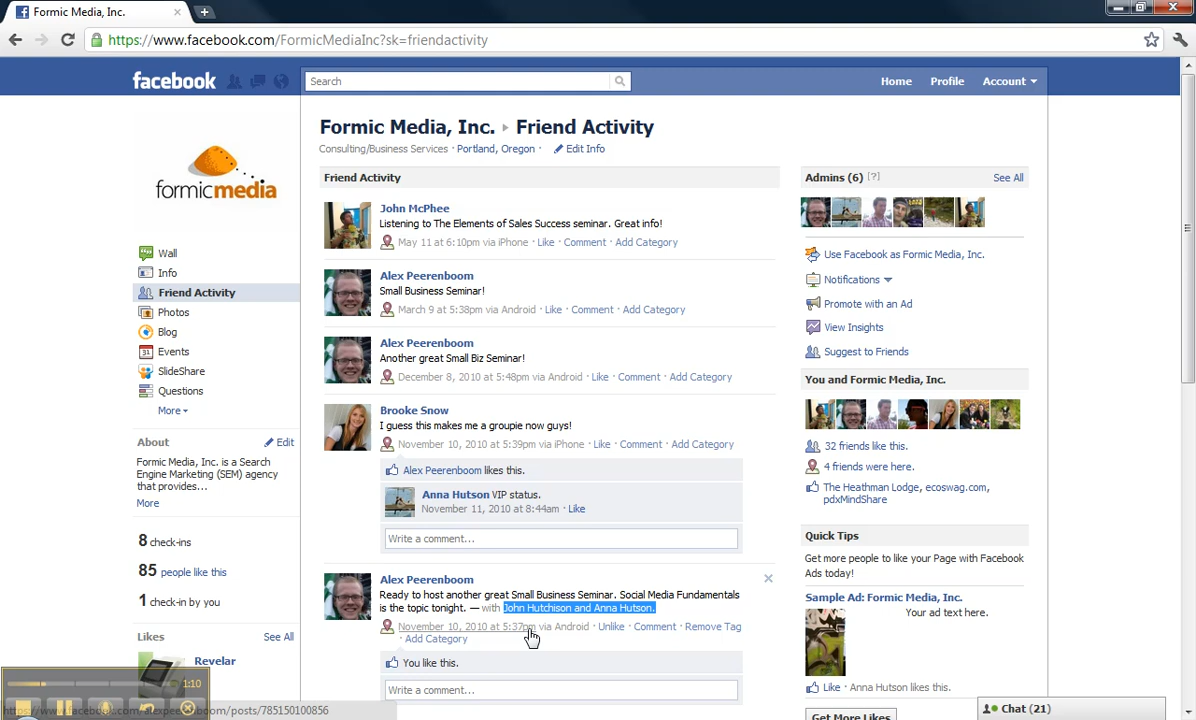 Formic Media, Inc.
https://www.facebook.com/FormicMediaInc?sk=friendactivity
facebook
Search
Home
Profile
Account
formicmedia
Wall
Info
Friend Activity
Photos
Blog
Events
SlideShare
Questions
More
About
Edit
Formic Media, Inc. is a Search
Engine Marketing (SEM) agency
that provides...
More
8 check-ins
85 people like this
1 check-in by you
Likes
See All
Revelar
1:10
Formic Media, Inc. ▸ Friend Activity
Consulting/Business Services · Portland, Oregon · Edit Info
Friend Activity
John McPhee
Listening to The Elements of Sales Success seminar. Great info!
May 11 at 6:10pm via iPhone · Like · Comment · Add Category
Alex Peerenboom
Small Business Seminar!
March 9 at 5:38pm via Android · Like · Comment · Add Category
Alex Peerenboom
Another great Small Biz Seminar!
December 8, 2010 at 5:48pm via Android · Like · Comment · Add Category
Brooke Snow
I guess this makes me a groupie now guys!
November 10, 2010 at 5:39pm via iPhone · Like · Comment · Add Category
Alex Peerenboom likes this.
Anna Hutson VIP status.
November 11, 2010 at 8:44am · Like
Write a comment...
Alex Peerenboom
Ready to host another great Small Business Seminar. Social Media Fundamentals
is the topic tonight. — with John Hutchison and Anna Hutson.
November 10, 2010 at 5:37pm via Android · Unlike · Comment · Remove Tag
· Add Category
You like this.
Write a comment...
Admins (6) [?]
See All
Use Facebook as Formic Media, Inc.
Notifications
Promote with an Ad
View Insights
Suggest to Friends
You and Formic Media, Inc.
32 friends like this.
4 friends were here.
The Heathman Lodge, ecoswag.com,
pdxMindShare
Quick Tips
Get more people to like your Page with Facebook
Ads today!
Sample Ad: Formic Media, Inc.
Your ad text here.
Like · Anna Hutson likes this.
Get More Likes
Chat (21)